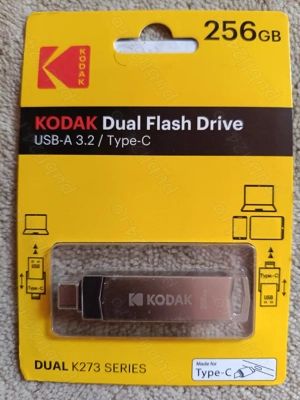 256GB
KODAK
KODAK Dual Flash Drive
USB-A 3.2 / Type-C
USB
Type-C
Type-C
USB
KODAK
DUAL K273 SERIES
Made for
Type-C